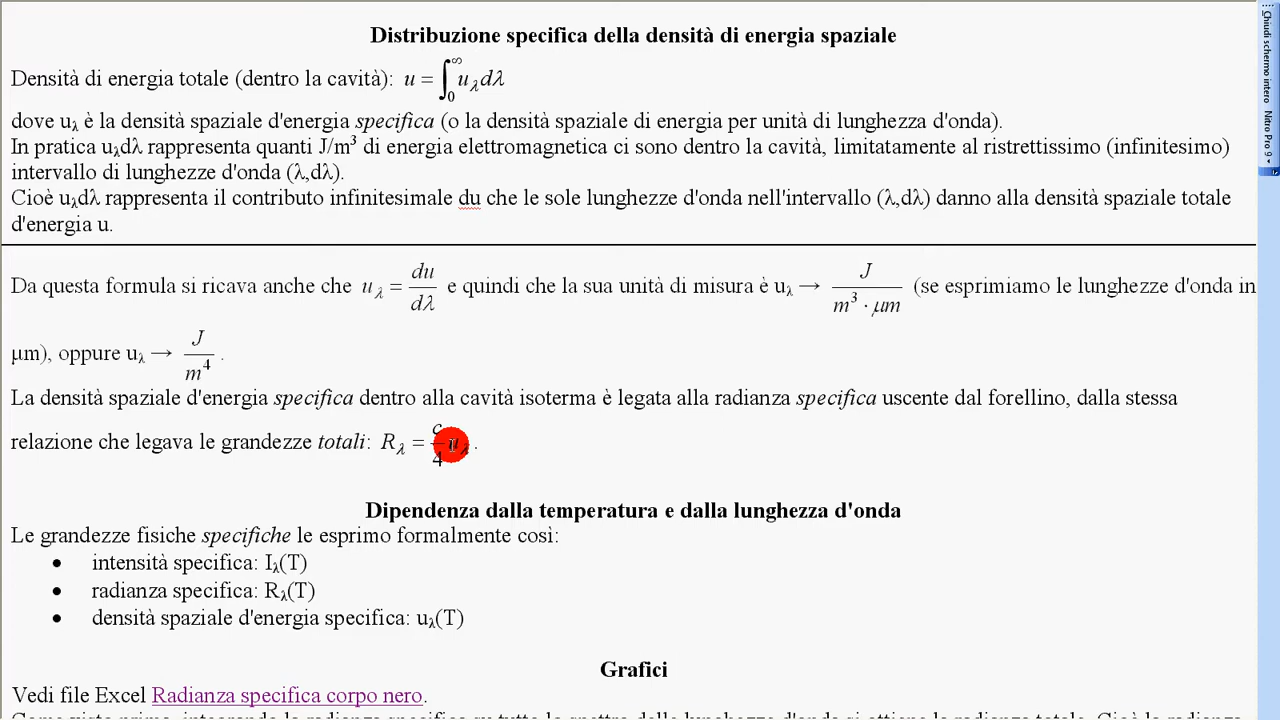 Distribuzione specifica della densità di energia spaziale
Densità di energia totale (dentro la cavità): u = ∫₀^∞ u_λ dλ
dove u_λ è la densità spaziale d'energia specifica (o la densità spaziale di energia per unità di lunghezza d'onda).
In pratica u_λdλ rappresenta quanti J/m³ di energia elettromagnetica ci sono dentro la cavità, limitatamente al ristrettissimo (infinitesimo)
intervallo di lunghezze d'onda (λ,dλ).
Cioè u_λdλ rappresenta il contributo infinitesimale du che le sole lunghezze d'onda nell'intervallo (λ,dλ) danno alla densità spaziale totale
d'energia u.
Da questa formula si ricava anche che u_λ = du/dλ e quindi che la sua unità di misura è u_λ → J/(m³·μm) (se esprimiamo le lunghezze d'onda in
μm), oppure u_λ → J/m⁴ .
La densità spaziale d'energia specifica dentro alla cavità isoterma è legata alla radianza specifica uscente dal forellino, dalla stessa
relazione che legava le grandezze totali: R_λ = c/4 u_λ .
Dipendenza dalla temperatura e dalla lunghezza d'onda
Le grandezze fisiche specifiche le esprimo formalmente così:
• intensità specifica: I_λ(T)
• radianza specifica: R_λ(T)
• densità spaziale d'energia specifica: u_λ(T)
Grafici
Vedi file Excel Radianza specifica corpo nero.
Chiudi schermo intero Nitro Pro 9